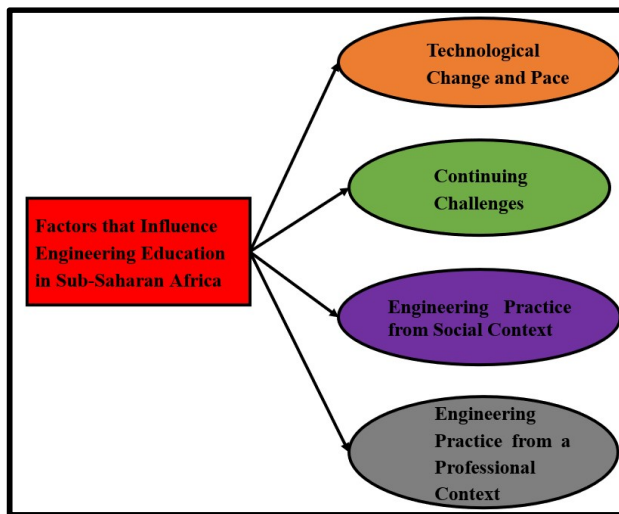 Technological
Change and Pace
Continuing
Challenges
Factors that Influence
Engineering Education
in Sub-Saharan Africa
Engineering Practice
from Social Context
Engineering
Practice from a
Professional
Context